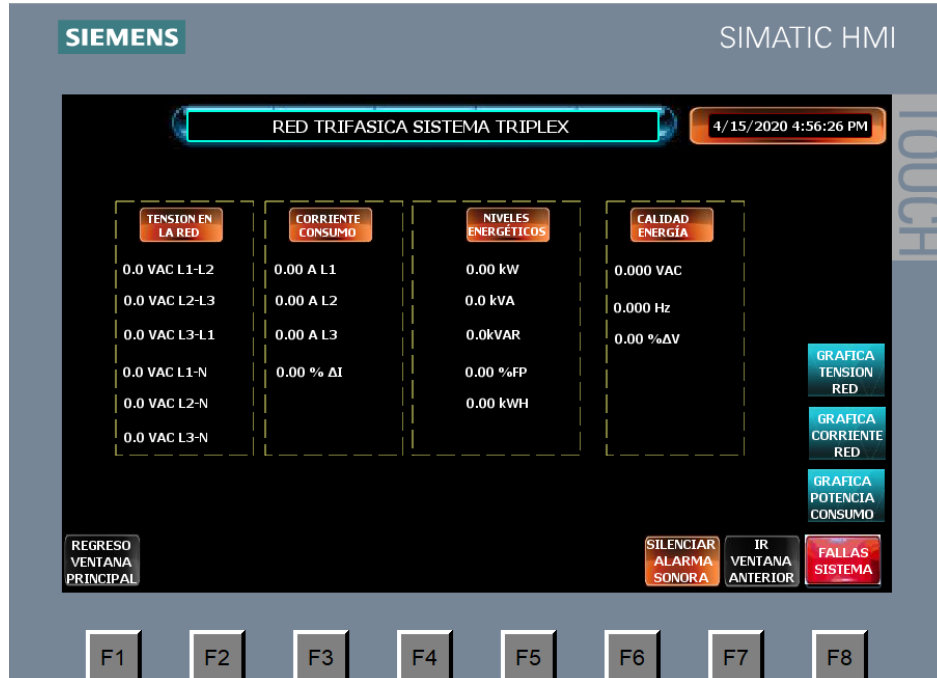 SIEMENS
SIMATIC HMI
TOUCH
RED TRIFASICA SISTEMA TRIPLEX
4/15/2020 4:56:26 PM
TENSION EN
LA RED
0.0 VAC L1-L2
0.0 VAC L2-L3
0.0 VAC L3-L1
0.0 VAC L1-N
0.0 VAC L2-N
0.0 VAC L3-N
CORRIENTE
CONSUMO
0.00 A L1
0.00 A L2
0.00 A L3
0.00 % ΔI
NIVELES
ENERGÉTICOS
0.00 kW
0.0 kVA
0.0kVAR
0.00 %FP
0.00 kWH
CALIDAD
ENERGÍA
0.000 VAC
0.000 Hz
0.00 %ΔV
GRAFICA
TENSION
RED
GRAFICA
CORRIENTE
RED
GRAFICA
POTENCIA
CONSUMO
REGRESO
VENTANA
PRINCIPAL
SILENCIAR
ALARMA
SONORA
IR
VENTANA
ANTERIOR
FALLAS
SISTEMA
F1
F2
F3
F4
F5
F6
F7
F8